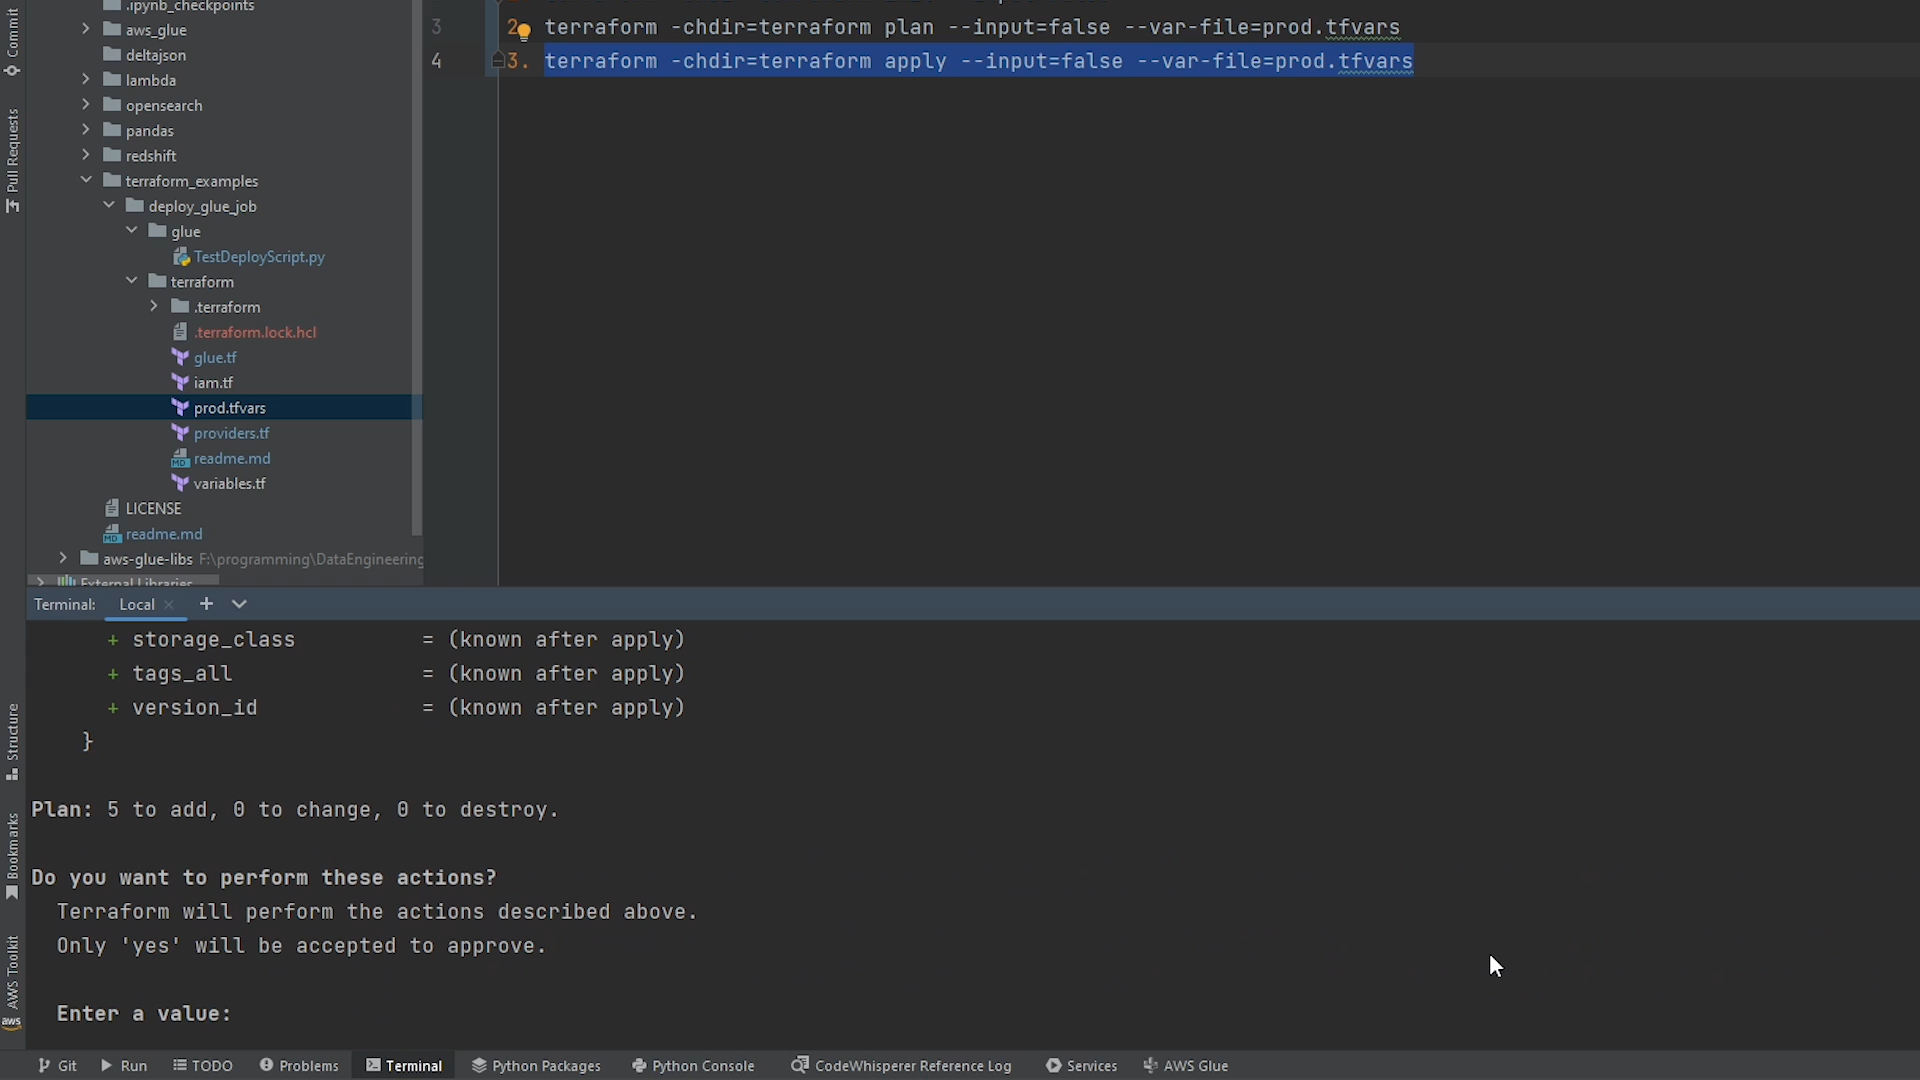 Commit
Pull Requests
Structure
Bookmarks
AWS Toolkit
aws
.ipynb_checkpoints
aws_glue
deltajson
lambda
opensearch
pandas
redshift
terraform_examples
deploy_glue_job
glue
TestDeployScript.py
terraform
.terraform
.terraform.lock.hcl
glue.tf
iam.tf
prod.tfvars
providers.tf
MD readme.md
variables.tf
LICENSE
MD readme.md
aws-glue-libs F:\programming\DataEngineering
External Libraries
3 2. terraform -chdir=terraform plan --input=false --var-file=prod.tfvars
4 3. terraform -chdir=terraform apply --input=false --var-file=prod.tfvars
Terminal: Local × +
+ storage_class = (known after apply)
+ tags_all = (known after apply)
+ version_id = (known after apply)
}
Plan: 5 to add, 0 to change, 0 to destroy.
Do you want to perform these actions?
Terraform will perform the actions described above.
Only 'yes' will be accepted to approve.
Enter a value:
Git Run TODO Problems Terminal Python Packages Python Console CodeWhisperer Reference Log Services AWS Glue